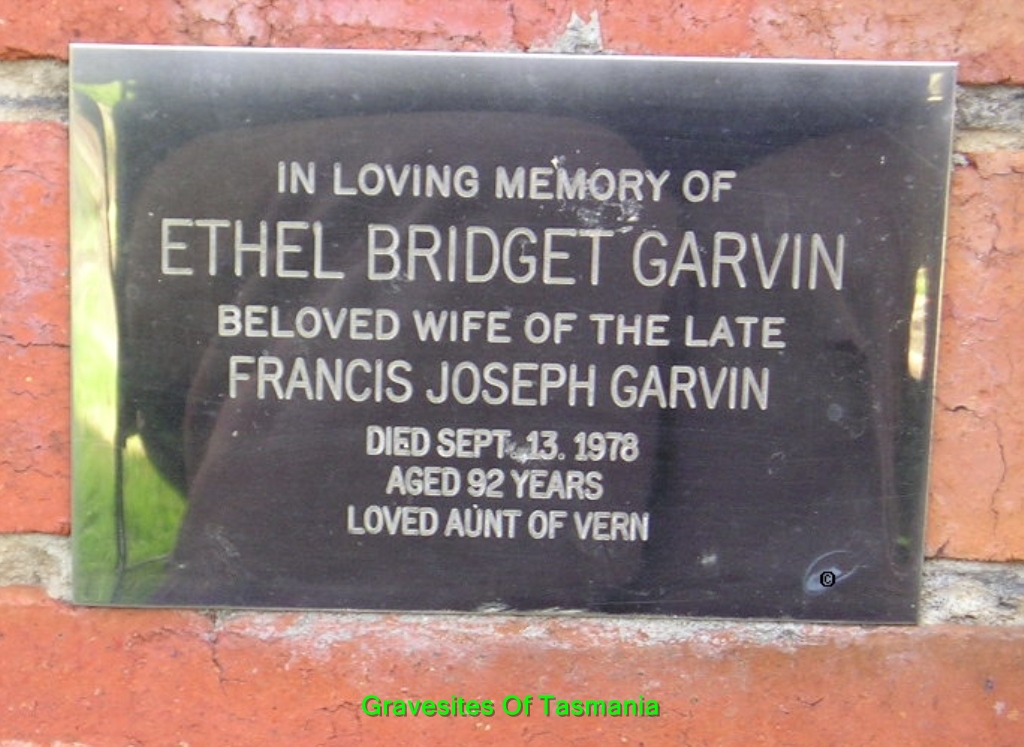 IN LOVING MEMORY OF
ETHEL BRIDGET GARVIN
BELOVED WIFE OF THE LATE
FRANCIS JOSEPH GARVIN
DIED SEPT. 13. 1978
AGED 92 YEARS
LOVED AUNT OF VERN
©
Gravesites Of Tasmania